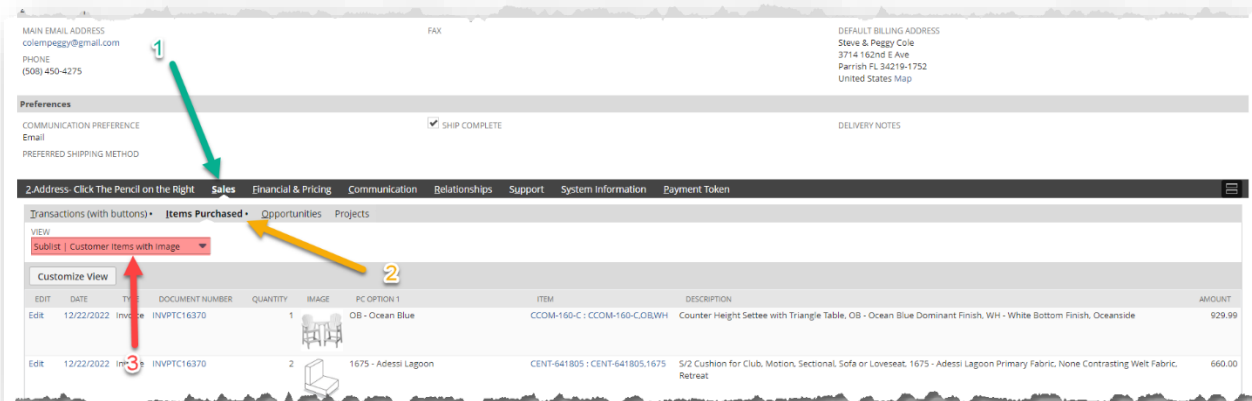 MAIN EMAIL ADDRESS FAX DEFAULT BILLING ADDRESS
colempeggy@gmail.com Steve & Peggy Cole
1
3714 162nd E Ave
PHONE Parrish FL 34219-1752
(508) 450-4275 United States Map
Preferences
COMMUNICATION PREFERENCE SHIP COMPLETE DELIVERY NOTES
Email
PREFERRED SHIPPING METHOD
2.Address- Click The Pencil on the Right Sales Financial & Pricing Communication Relationships Support System Information Payment Token
Transactions (with buttons) • Items Purchased • Opportunities Projects
VIEW
Sublist | Customer Items with Image
2
Customize View
EDIT DATE TYPE DOCUMENT NUMBER QUANTITY IMAGE PC OPTION 1 ITEM DESCRIPTION AMOUNT
Edit 12/22/2022 Invoice INVPTC16370 1 OB - Ocean Blue CCOM-160-C : CCOM-160-C,OB,WH Counter Height Settee with Triangle Table, OB - Ocean Blue Dominant Finish, WH - White Bottom Finish, Oceanside 929.99
3
Edit 12/22/2022 Invoice INVPTC16370 2 1675 - Adessi Lagoon CENT-641805 : CENT-641805,1675 S/2 Cushion for Club, Motion, Sectional, Sofa or Loveseat, 1675 - Adessi Lagoon Primary Fabric, None Contrasting Welt Fabric, 660.00
Retreat